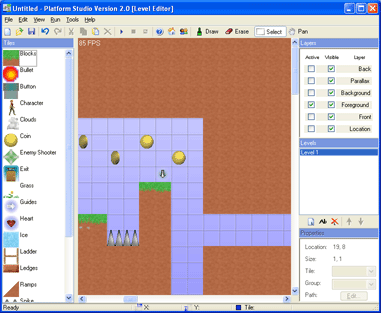 Untitled - Platform Studio Version 2.0 [Level Editor]
File Edit View Run Tools Help
Draw Erase Select Pan
Tiles
85 FPS
Layers
Blocks
Bullet
Button
Character
Clouds
Coin
Enemy Shooter
Exit
Grass
Guides
Heart
Ice
Ladder
Ledges
Ramps
Spike
Active Visible Layer
Back
Parallax
Background
Foreground
Front
Location
Levels
Level 1
Properties
Location: 19, 8
Size: 1, 1
Tile:
Group:
Path: Edit...
Ready
X: Y: Tile: